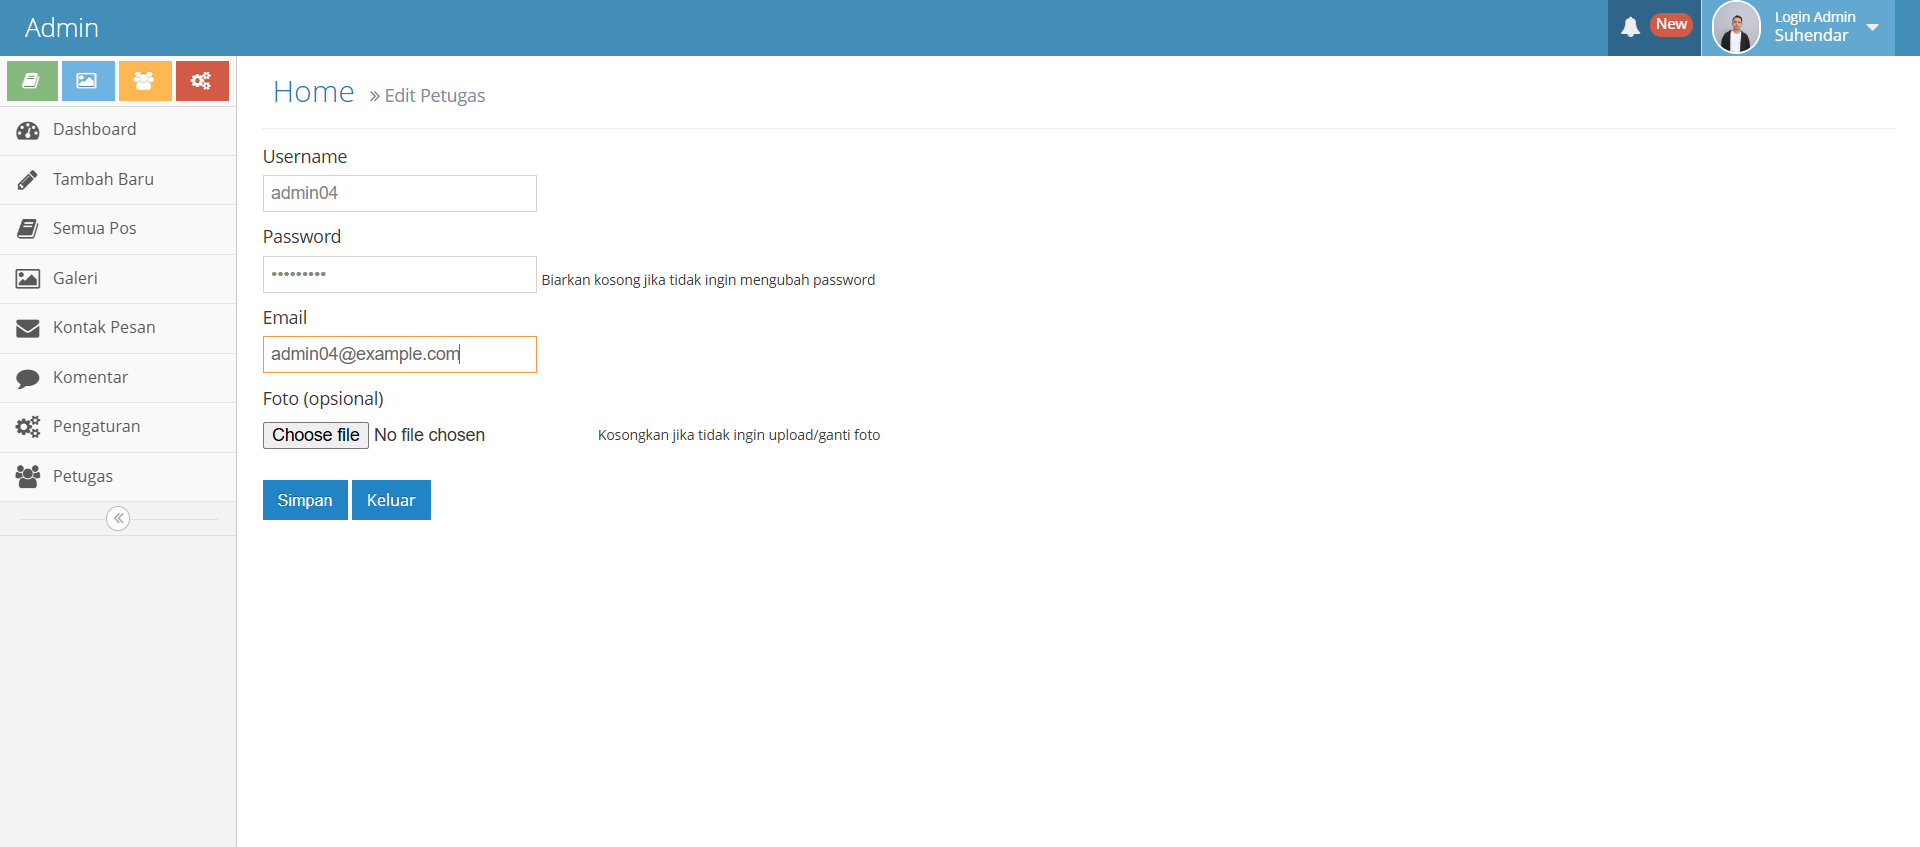 Admin
New
Login Admin
Suhendar
Dashboard
Tambah Baru
Semua Pos
Galeri
Kontak Pesan
Komentar
Pengaturan
Petugas
Home » Edit Petugas
Username
admin04
Password
•••••••••
Biarkan kosong jika tidak ingin mengubah password
Email
admin04@example.com
Foto (opsional)
Choose file No file chosen
Kosongkan jika tidak ingin upload/ganti foto
Simpan
Keluar